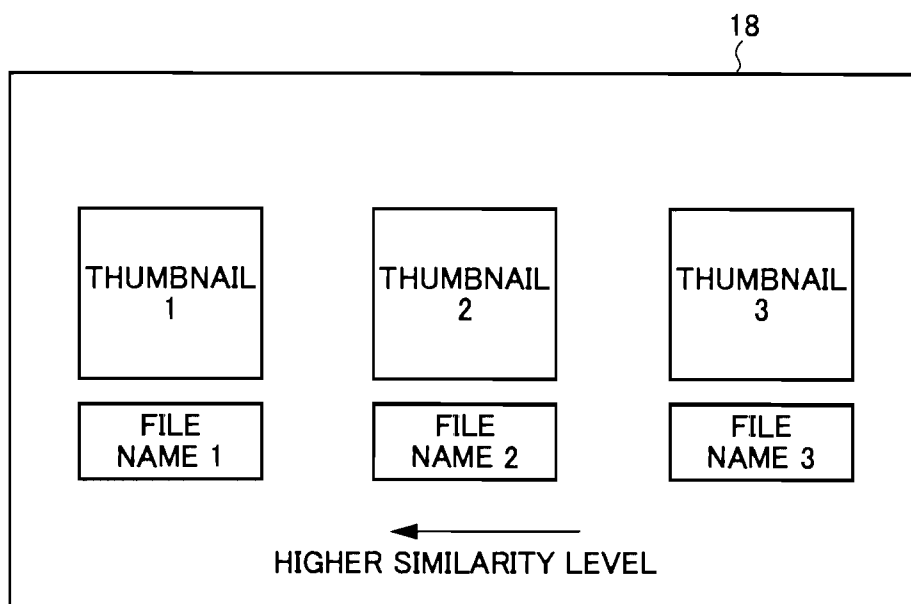 18
THUMBNAIL
1
THUMBNAIL
2
THUMBNAIL
3
FILE
NAME 1
FILE
NAME 2
FILE
NAME 3
HIGHER SIMILARITY LEVEL